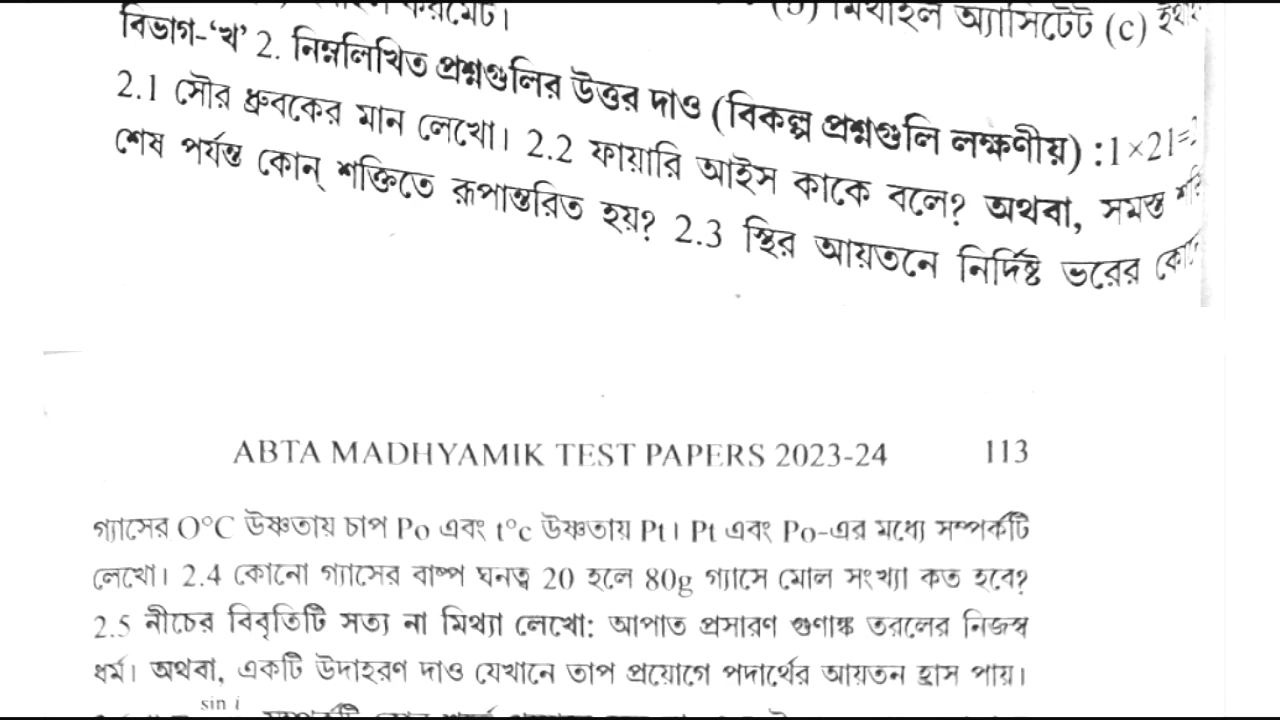 করমেট।
(b) মিথাইল অ্যাসিটেট (c)
বিভাগ-‘খ’ 2. নিম্নলিখিত প্রশ্নগুলির উত্তর দাও (বিকল্প প্রশ্নগুলি লক্ষণীয়) : 1×21=
2.1 সৌর ধ্রুবকের মান লেখো। 2.2 ফায়ারি আইস কাকে বলে? অথবা, সমস্ত
শেষ পর্যন্ত কোন্ শক্তিতে রূপান্তরিত হয়? 2.3 স্থির আয়তনে নির্দিষ্ট ভরের
ABTA MADHYAMIK TEST PAPERS 2023-24 113
গ্যাসের O°C উষ্ণতায় চাপ Po এবং t°c উষ্ণতায় Pt। Pt এবং Po-এর মধ্যে সম্পর্কটি
লেখো। 2.4 কোনো গ্যাসের বাষ্প ঘনত্ব 20 হলে 80g গ্যাসে মোল সংখ্যা কত হবে?
2.5 নীচের বিবৃতিটি সত্য না মিথ্যা লেখো: আপাত প্রসারণ গুণাঙ্ক তরলের নিজস্ব
ধর্ম। অথবা, একটি উদাহরণ দাও যেখানে তাপ প্রয়োগে পদার্থের আয়তন হ্রাস পায়।
sin i